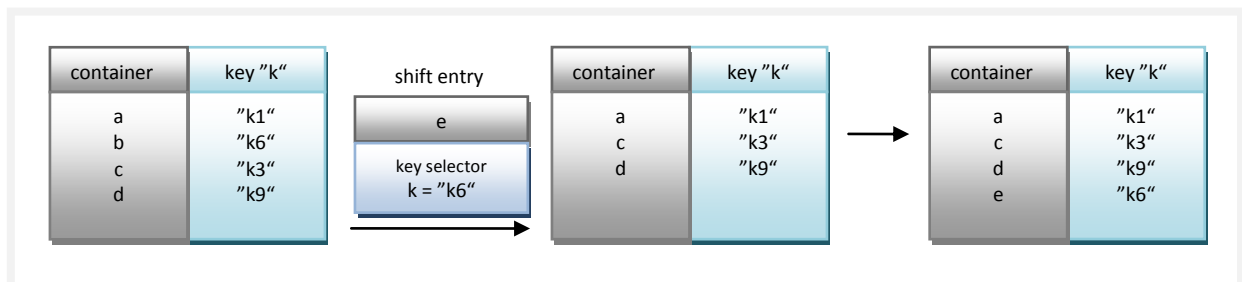 container key ”k“
a ”k1“
b ”k6“
c ”k3“
d ”k9“
shift entry
e
key selector
k = ”k6“
container key ”k“
a ”k1“
c ”k3“
d ”k9“
container key ”k“
a ”k1“
c ”k3“
d ”k9“
e ”k6“